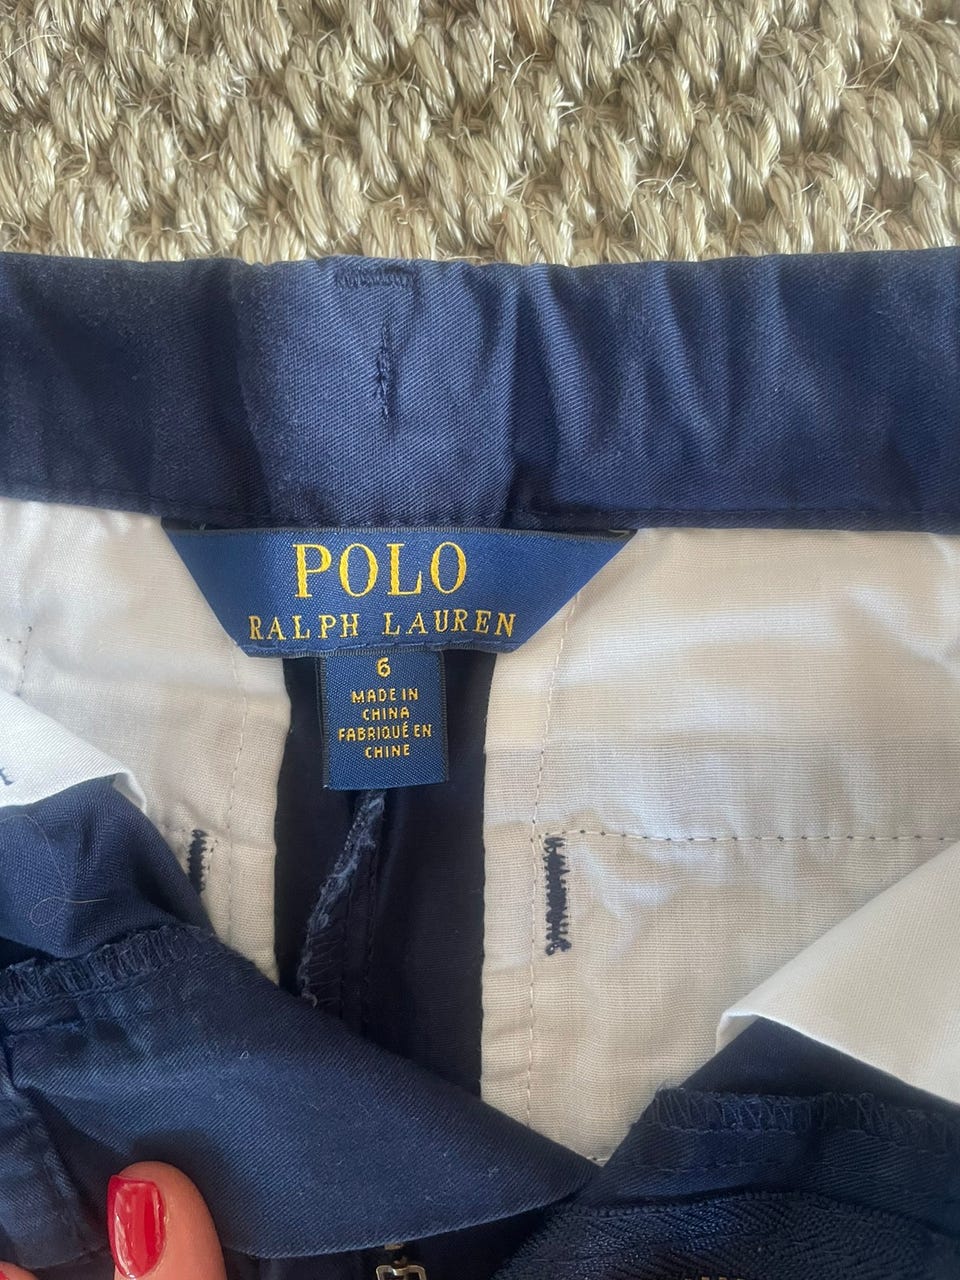 POLO
RALPH LAUREN
6
MADE IN
CHINA
FABRIQUÉ EN
CHINE